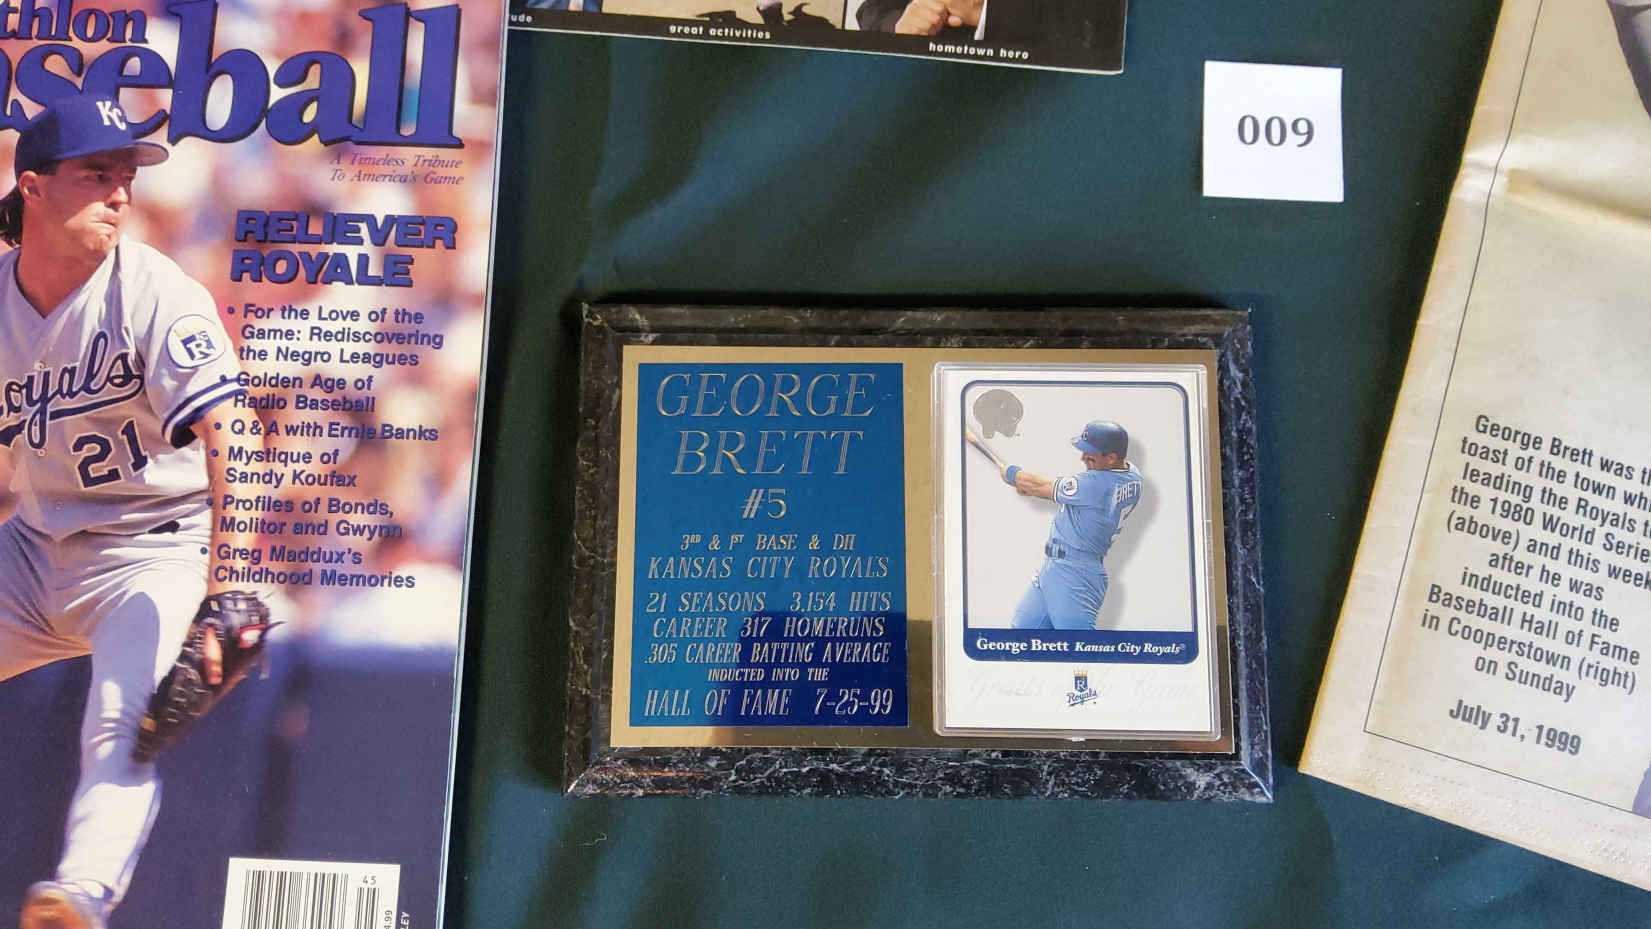 Baseball
A Timeless Tribute
To America's Game
KC
RELIEVER
ROYALE
• For the Love of the
Game: Rediscovering
the Negro Leagues
• Golden Age of
Radio Baseball
• Q & A with Ernie Banks
• Mystique of
Sandy Koufax
• Profiles of Bonds,
Molitor and Gwynn
• Greg Maddux's
Childhood Memories
Royals
21
45
great activities
hometown hero
009
GEORGE
BRETT
#5
3RD & 1ST BASE & DH
KANSAS CITY ROYALS
21 SEASONS 3,154 HITS
CAREER 317 HOMERUNS
.305 CAREER BATTING AVERAGE
INDUCTED INTO THE
HALL OF FAME 7-25-99
BRETT
5
George Brett Kansas City Royals®
Royals
George Brett was
toast of the town
leading the Royals
the 1980 World
(above) and this week
after he was
inducted into the
Baseball Hall of Fame
in Cooperstown (right)
on Sunday
July 31, 1999